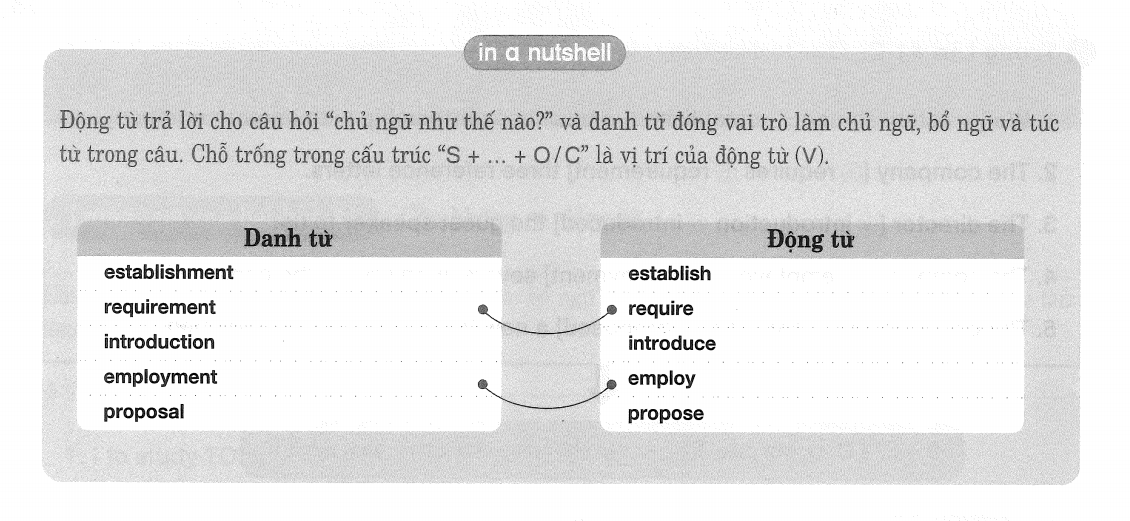 in a nutshell
Động từ trả lời cho câu hỏi “chủ ngữ như thế nào?” và danh từ đóng vai trò làm chủ ngữ, bổ ngữ và túc
từ trong câu. Chỗ trống trong cấu trúc “S + ... + O/C” là vị trí của động từ (V).
Danh từ
establishment
requirement
introduction
employment
proposal
Động từ
establish
require
introduce
employ
propose